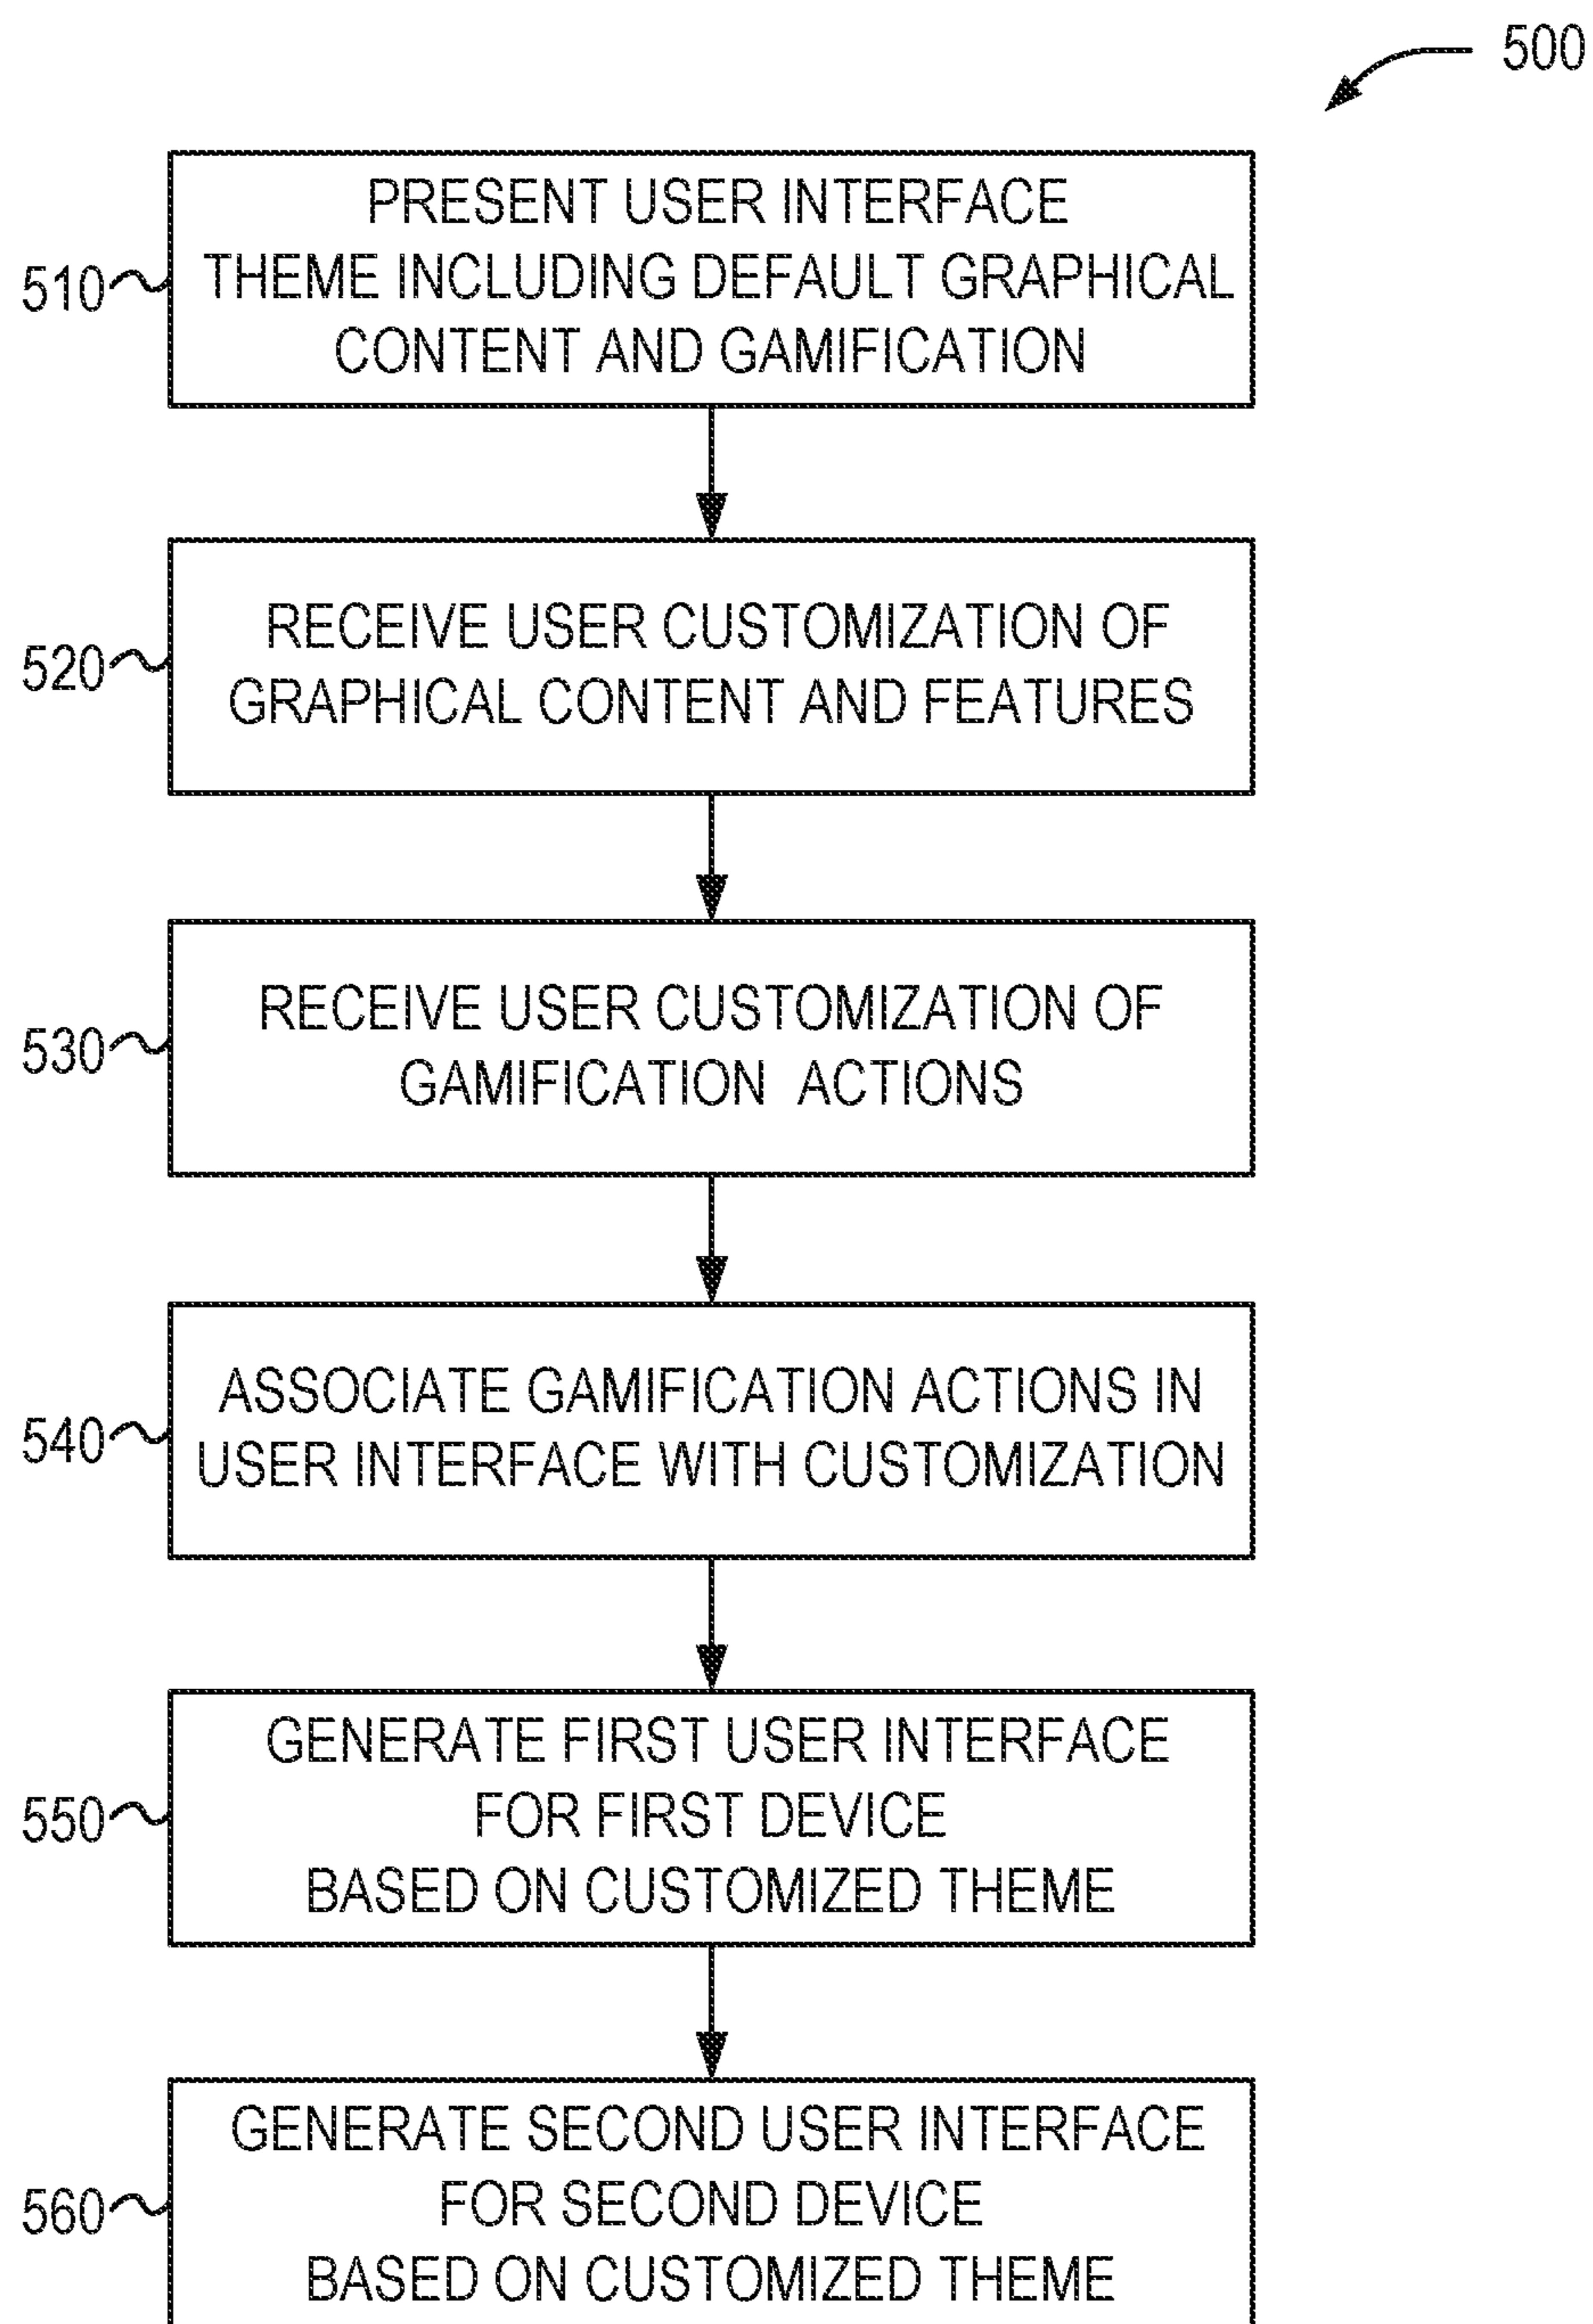 500
PRESENT USER INTERFACE
THEME INCLUDING DEFAULT GRAPHICAL
CONTENT AND GAMIFICATION
510
RECEIVE USER CUSTOMIZATION OF
GRAPHICAL CONTENT AND FEATURES
520
RECEIVE USER CUSTOMIZATION OF
GAMIFICATION ACTIONS
530
ASSOCIATE GAMIFICATION ACTIONS IN
USER INTERFACE WITH CUSTOMIZATION
540
GENERATE FIRST USER INTERFACE
FOR FIRST DEVICE
BASED ON CUSTOMIZED THEME
550
GENERATE SECOND USER INTERFACE
FOR SECOND DEVICE
BASED ON CUSTOMIZED THEME
560